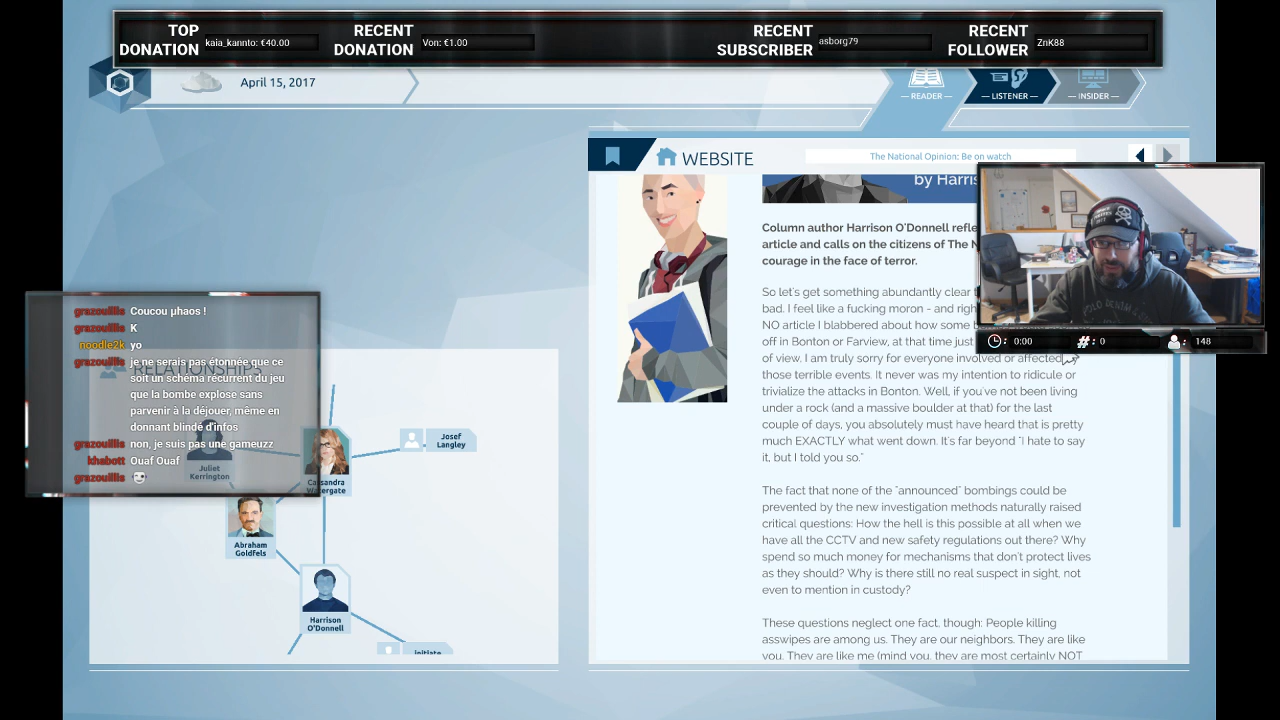 TOP
DONATION
kaia_kannto: €40.00
RECENT
DONATION
Von: €1.00
RECENT
SUBSCRIBER
asborg79
RECENT
FOLLOWER
ZnK88
April 15, 2017
— READER —
— LISTENER —
— INSIDER —
WEBSITE
The National Opinion: Be on watch
by Harris
Column author Harrison O'Donnell refle
article and calls on the citizens of The N
courage in the face of terror.
So let's get something abundantly clear
bad. I feel like a fucking moron - and righ
NO article I blabbered about how some
off in Bonton or Farview, at that time just
of view. I am truly sorry for everyone involved or affected
those terrible events. It never was my intention to ridicule or
trivialize the attacks in Bonton. Well, if you've not been living
under a rock (and a massive boulder at that) for the last
couple of days, you absolutely must have heard that is pretty
much EXACTLY what went down. It's far beyond "I hate to say
it, but I told you so."
The fact that none of the "announced" bombings could be
prevented by the new investigation methods naturally raised
critical questions: How the hell is this possible at all when we
have all the CCTV and new safety regulations out there? Why
spend so much money for mechanisms that don't protect lives
as they should? Why is there still no real suspect in sight, not
even to mention in custody?
These questions neglect one fact, though: People killing
asswipes are among us. They are our neighbors. They are like
you. They are like me (mind you, they are most certainly NOT
: 0:00
#: 0
: 148
grazouillis Coucou µhaos !
grazouillis K
noodle2k yo
grazouillis je ne serais pas étonnée que ce
soit un schéma récurrent du jeu
que la bombe explose sans
parvenir à la déjouer, même en
donnant blindé d'infos
grazouillis non, je suis pas une gameuzz
khabott Ouaf Ouaf
grazouillis
RELATIONSHIPS
Juliet
Kerrington
Cassandra
Watergate
Josef
Langley
Abraham
Goldfels
Harrison
O'Donnell
Initiate